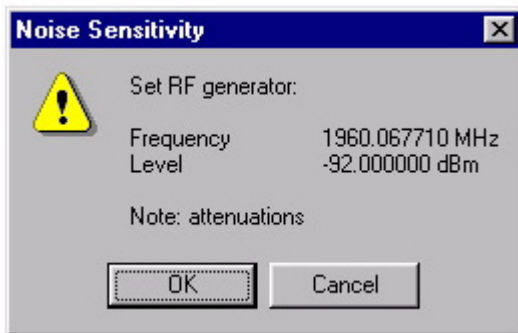 Noise Sensitivity
Set RF generator:
Frequency 1960.067710 MHz
Level -92.000000 dBm
Note: attenuations
OK Cancel